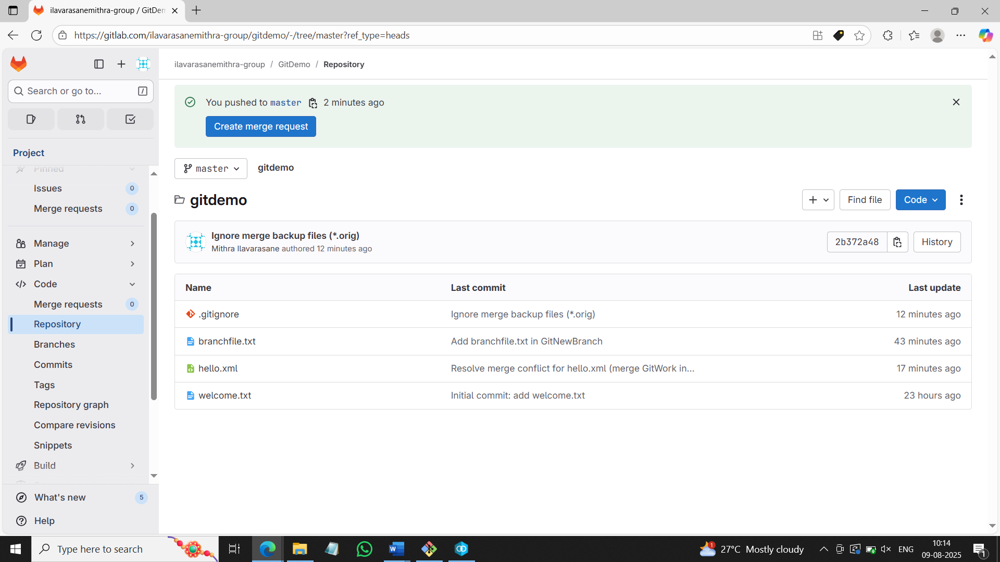 ilavarasanemithra-group / GitDem
https://gitlab.com/ilavarasanemithra-group/gitdemo/-/tree/master?ref_type=heads
ilavarasanemithra-group / GitDemo / Repository
Search or go to... /
You pushed to master 2 minutes ago
Create merge request
Project
Pinned
Issues 0
Merge requests 0
Manage
Plan
Code
Merge requests 0
Repository
Branches
Commits
Tags
Repository graph
Compare revisions
Snippets
Build
What's new 5
Help
master
gitdemo
gitdemo
Find file
Code
Ignore merge backup files (*.orig)
Mithra Ilavarasane authored 12 minutes ago
2b372a48
History
Name Last commit Last update
.gitignore Ignore merge backup files (*.orig) 12 minutes ago
branchfile.txt Add branchfile.txt in GitNewBranch 43 minutes ago
hello.xml Resolve merge conflict for hello.xml (merge GitWork in... 17 minutes ago
welcome.txt Initial commit: add welcome.txt 23 hours ago
Type here to search
1
27°C Mostly cloudy
ENG
10:14
09-08-2025
1